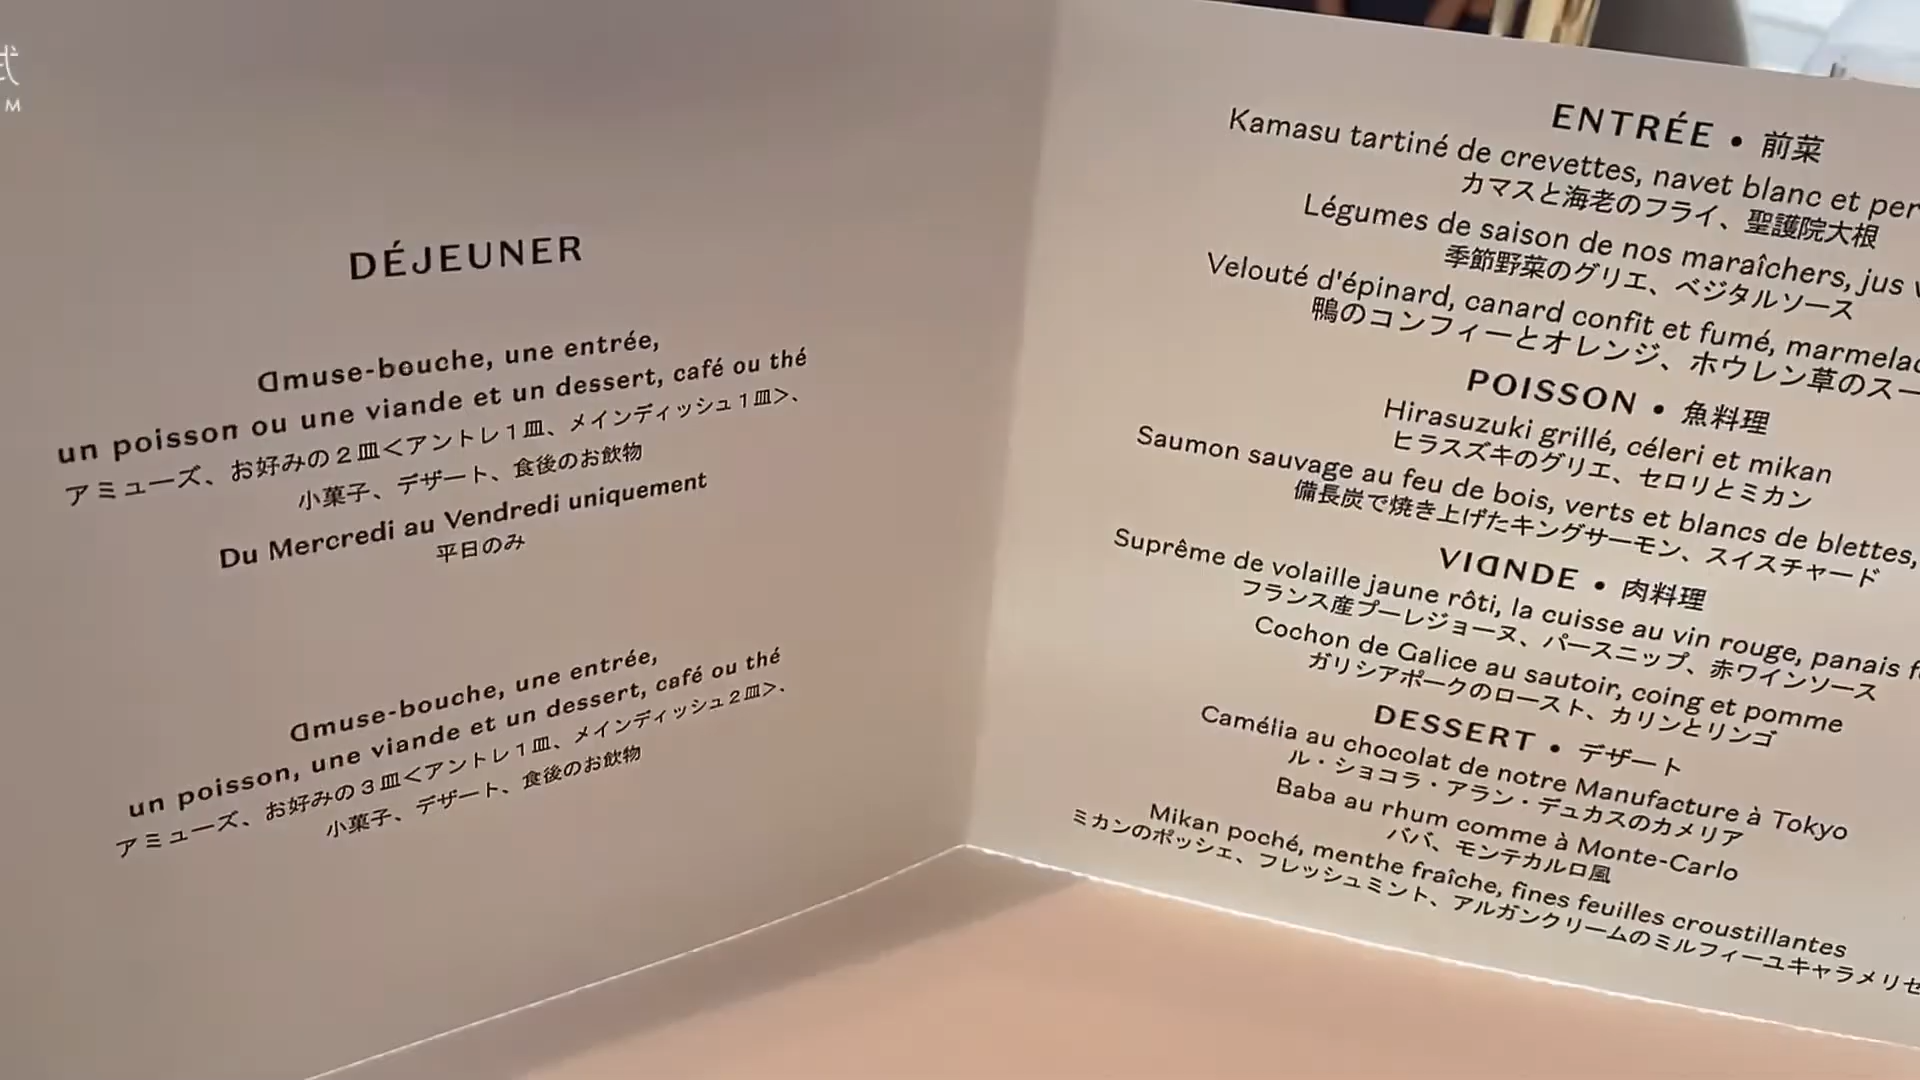 式
M
DÉJEUNER
Amuse-bouche, une entrée,
un poisson ou une viande et un dessert, café ou thé
アミューズ、お好みの2皿<アントレ1皿、メインディッシュ1皿>、
小菓子、デザート、食後のお飲物
Du Mercredi au Vendredi uniquement
平日のみ
Amuse-bouche, une entrée,
un poisson, une viande et un dessert, café ou thé
アミューズ、お好みの3皿<アントレ1皿、メインディッシュ2皿>、
小菓子、デザート、食後のお飲物
ENTRÉE • 前菜
Kamasu tartiné de crevettes, navet blanc et
カマスと海老のフライ、聖護院大根
Légumes de saison de nos maraîchers, jus
季節野菜のグリエ、ベジタルソース
Velouté d'épinard, canard confit et fumé,
鴨のコンフィーとオレンジ、ホウレン草の
POISSON • 魚料理
Hirasuzuki grillé, céleri et mikan
ヒラスズキのグリエ、セロリとミカン
Saumon sauvage au feu de bois, verts et blancs de blettes,
備長炭で焼き上げたキングサーモン、スイスチャード
VIANDE • 肉料理
Suprême de volaille jaune rôti, la cuisse au vin rouge, panais
フランス産プーレジョーヌ、パースニップ、赤ワインソース
Cochon de Galice au sautoir, coing et pomme
ガリシアポークのロースト、カリンとリンゴ
DESSERT • デザート
Camélia au chocolat de notre Manufacture à Tokyo
ル・ショコラ・アラン・デュカスのカメリア
Baba au rhum comme à Monte-Carlo
ババ、モンテカルロ風
Mikan poché, menthe fraîche, fines feuilles croustillantes
ミカンのポッシェ、フレッシュミント、アルガンクリームのミルフィーユキャラメリゼ